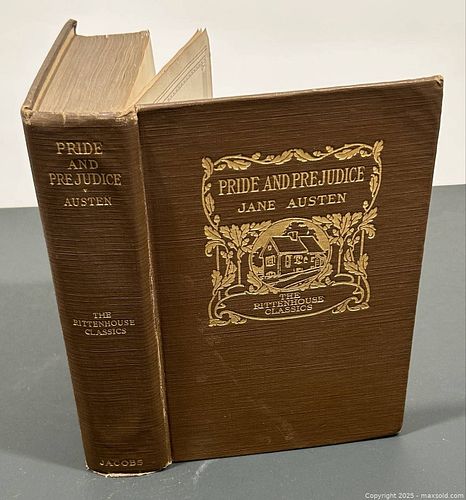 PRIDE
AND
PREJUDICE
AUSTEN
THE
RITTENHOUSE
CLASSICS
JACOBS
PRIDE AND PREJUDICE
JANE AUSTEN
THE
RITTENHOUSE
CLASSICS
Copyright 2025 - maxsold.com